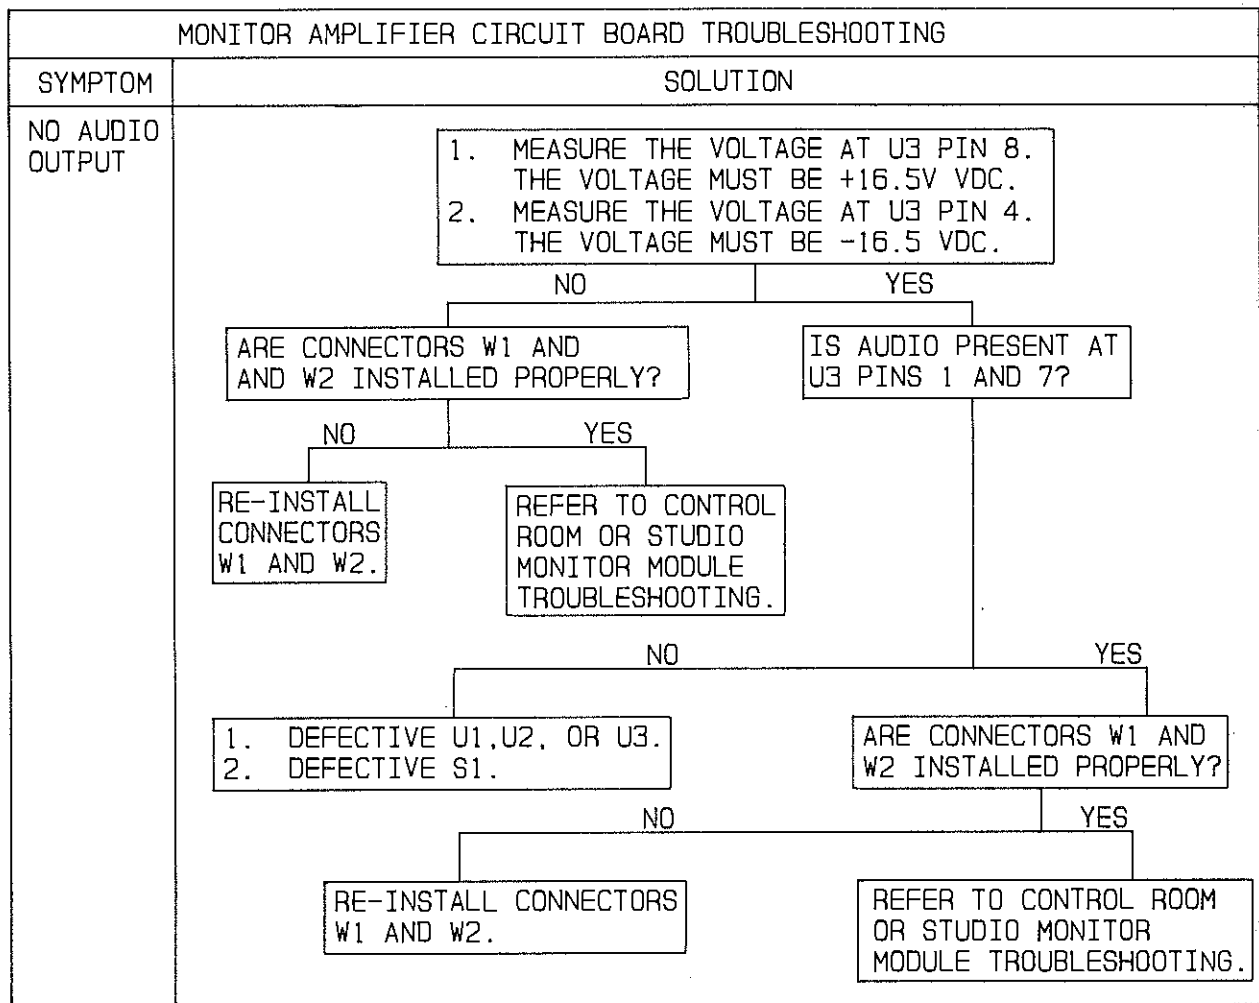 MONITOR AMPLIFIER CIRCUIT BOARD TROUBLESHOOTING
SYMPTOM
SOLUTION
NO AUDIO
OUTPUT
1. MEASURE THE VOLTAGE AT U3 PIN 8.
THE VOLTAGE MUST BE +16.5V VDC.
2. MEASURE THE VOLTAGE AT U3 PIN 4.
THE VOLTAGE MUST BE -16.5 VDC.
NO
YES
ARE CONNECTORS W1 AND
AND W2 INSTALLED PROPERLY?
IS AUDIO PRESENT AT
U3 PINS 1 AND 7?
NO
YES
RE-INSTALL
CONNECTORS
W1 AND W2.
REFER TO CONTROL
ROOM OR STUDIO
MONITOR MODULE
TROUBLESHOOTING.
NO
YES
1. DEFECTIVE U1,U2, OR U3.
2. DEFECTIVE S1.
ARE CONNECTORS W1 AND
W2 INSTALLED PROPERLY?
NO
YES
RE-INSTALL CONNECTORS
W1 AND W2.
REFER TO CONTROL ROOM
OR STUDIO MONITOR
MODULE TROUBLESHOOTING.